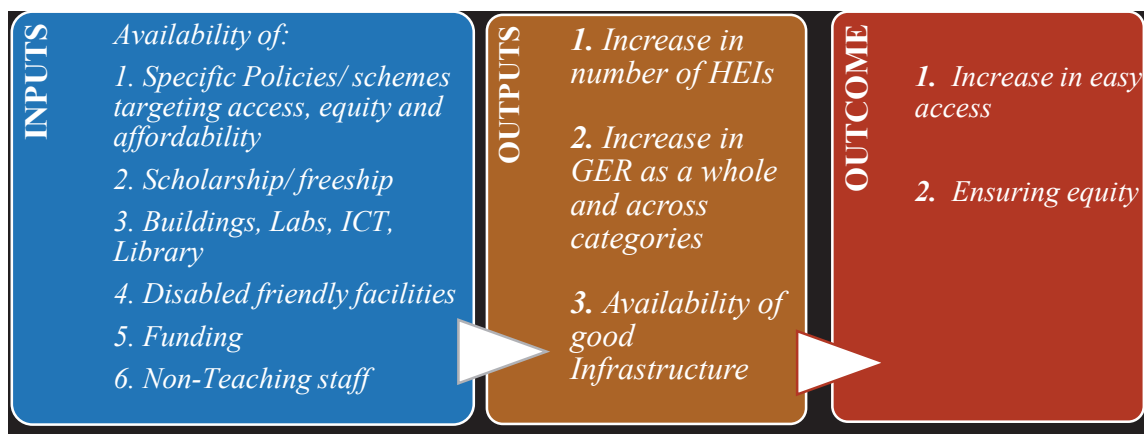 INPUTS
Availability of:
1. Specific Policies/ schemes
targeting access, equity and
affordability
2. Scholarship/ freeship
3. Buildings, Labs, ICT,
Library
4. Disabled friendly facilities
5. Funding
6. Non-Teaching staff
OUTPUTS
1. Increase in
number of HEIs
2. Increase in
GER as a whole
and across
categories
3. Availability of
good
Infrastructure
OUTCOME
1. Increase in easy
access
2. Ensuring equity